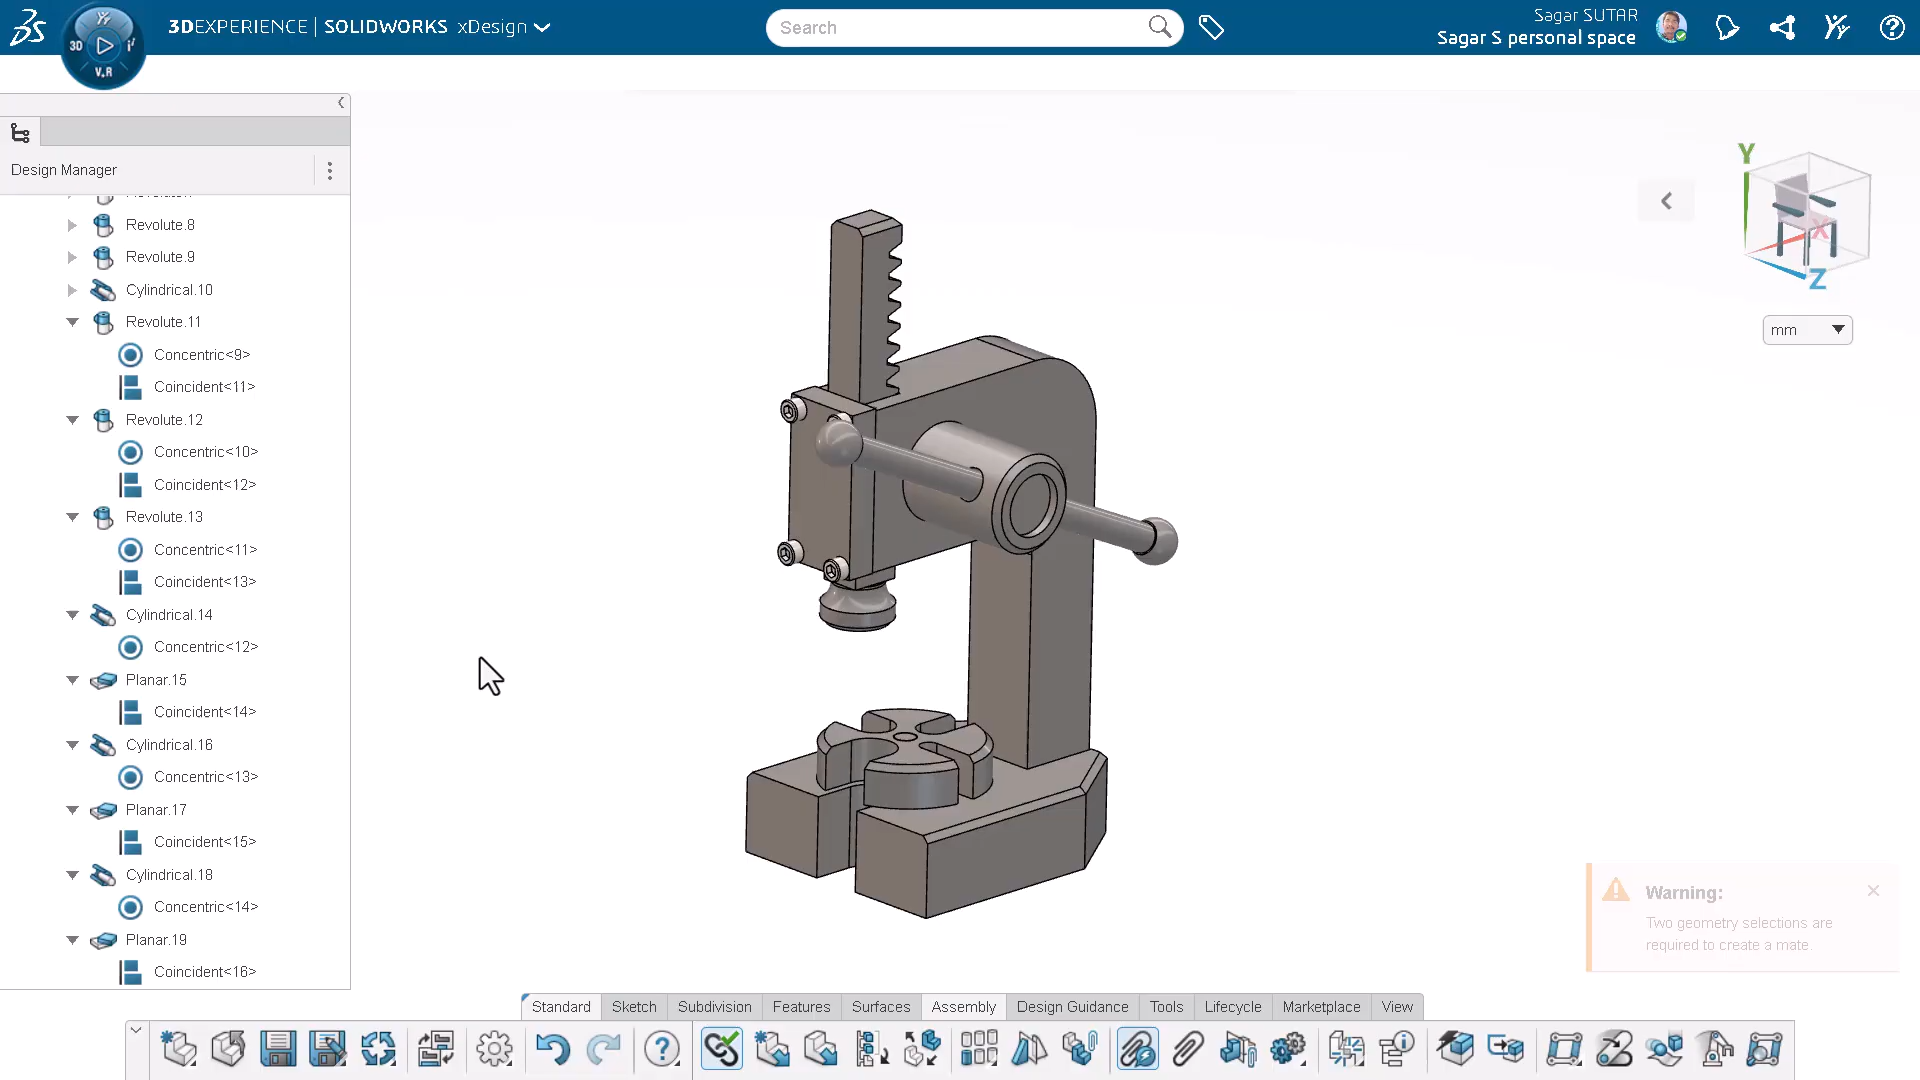 3DEXPERIENCE | SOLIDWORKS xDesign
Search
Sagar SUTAR
Sagar S personal space
3D
V.R
Design Manager
Revolute.8
Revolute.9
Cylindrical.10
Revolute.11
Concentric<9>
Coincident<11>
Revolute.12
Concentric<10>
Coincident<12>
Revolute.13
Concentric<11>
Coincident<13>
Cylindrical.14
Concentric<12>
Planar.15
Coincident<14>
Cylindrical.16
Concentric<13>
Planar.17
Coincident<15>
Cylindrical.18
Concentric<14>
Planar.19
Coincident<16>
Y
X
Z
mm
Warning:
Two geometry selections are
required to create a mate.
Standard
Sketch
Subdivision
Features
Surfaces
Assembly
Design Guidance
Tools
Lifecycle
Marketplace
View